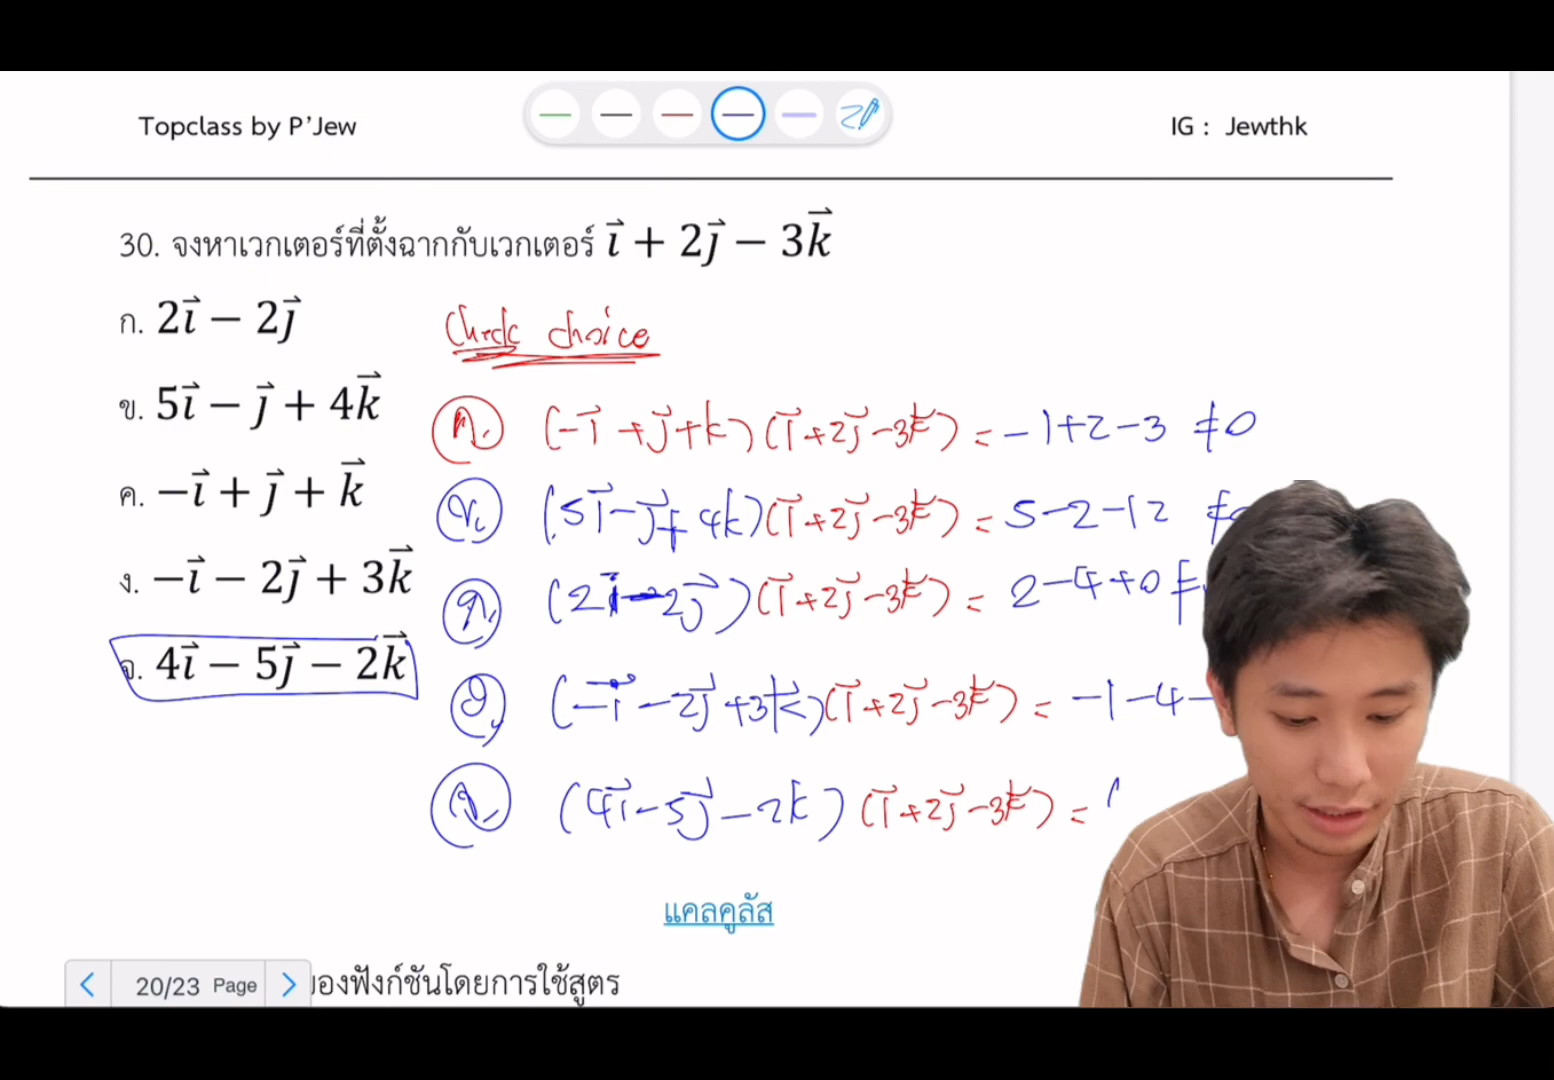 Topclass by P'Jew
IG : Jewthk
30. จงหาเวกเตอร์ที่ตั้งฉากกับเวกเตอร์ i⃗ + 2j⃗ − 3k⃗
ก. 2i⃗ − 2j⃗
Check choice
ข. 5i⃗ − j⃗ + 4k⃗
ค. (-i⃗ + j⃗ + k)(i⃗ + 2j⃗ - 3k⃗) = -1+2-3 ≠0
ค. −i⃗ + j⃗ + k⃗
ข. (5i⃗ - j⃗ + 4k)(i⃗ + 2j⃗ - 3k⃗) = 5-2-12 ≠
ง. −i⃗ − 2j⃗ + 3k⃗
ก. (2i⃗ - 2j⃗)(i⃗ + 2j⃗ - 3k⃗) = 2-4+0 ≠
จ. 4i⃗ − 5j⃗ − 2k⃗
ง. (-i⃗ - 2j⃗ + 3k⃗)(i⃗ + 2j⃗ - 3k⃗) = -1-4-
จ. (4i⃗ - 5j⃗ - 2k⃗)(i⃗ + 2j⃗ - 3k⃗) =
แคลคูลัส
20/23 Page
ของฟังก์ชันโดยการใช้สูตร